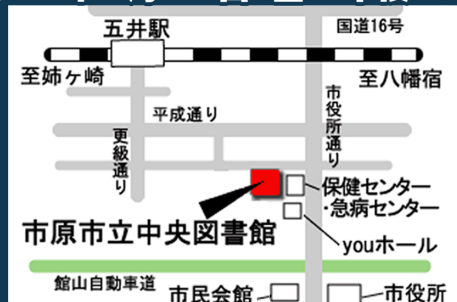 五井駅
国道16号
至姉ヶ崎
至八幡宿
市役所通り
平成通り
更級通り
保健センター
・急病センター
市原市立中央図書館
youホール
館山自動車道
市民会館
市役所